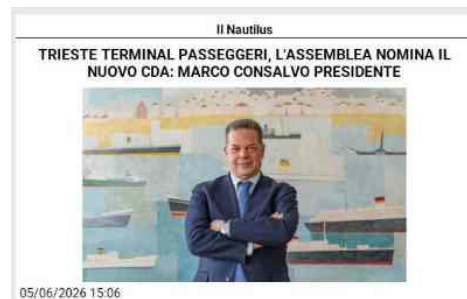 Il Nautilus
TRIESTE TERMINAL PASSEGGERI, L'ASSEMBLEA NOMINA IL
NUOVO CDA: MARCO CONSALVO PRESIDENTE
05/06/2026 15:06